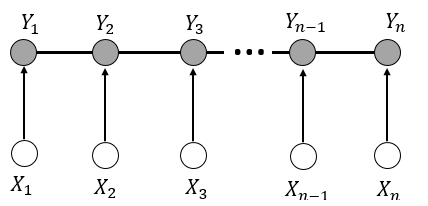 Y₁ Y₂ Y₃ Yₙ₋₁ Yₙ
X₁ X₂ X₃ Xₙ₋₁ Xₙ